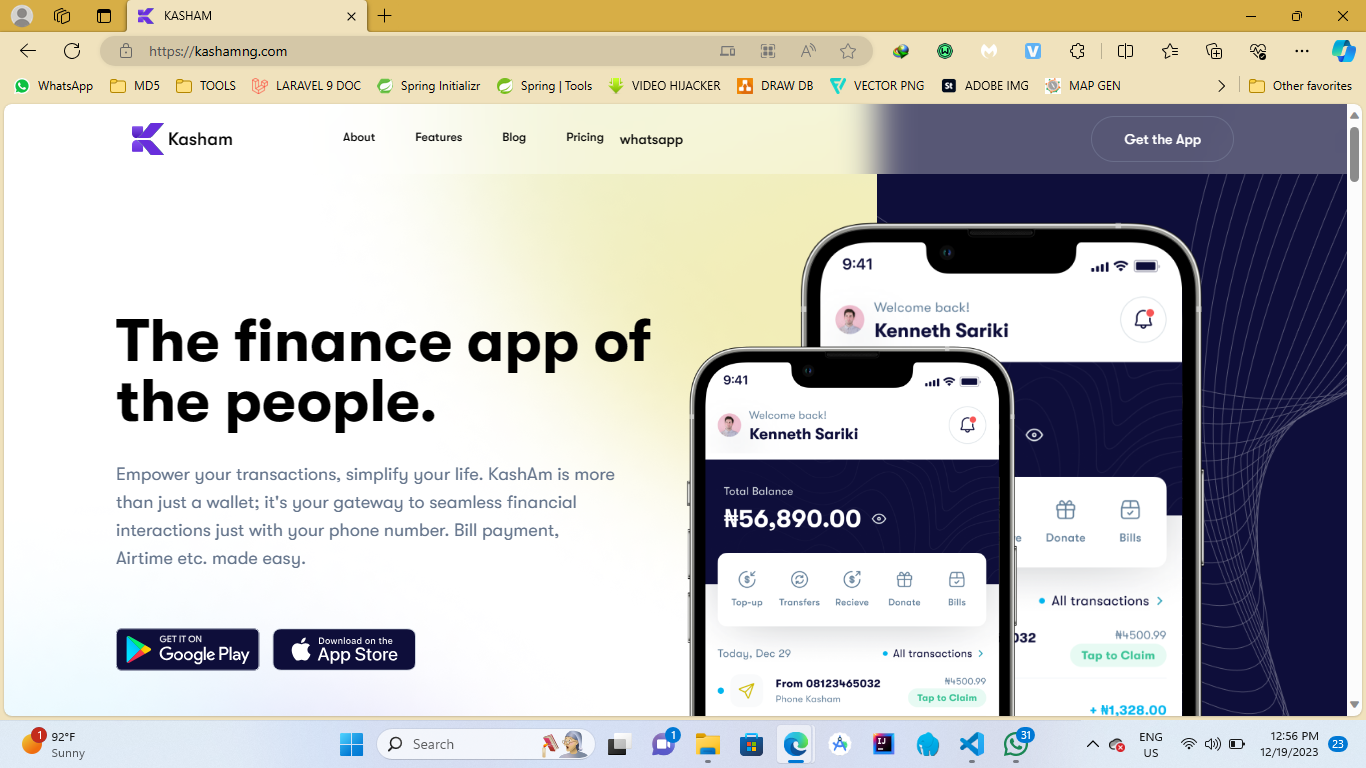 KASHAM
https://kashamng.com
WhatsApp
MD5
TOOLS
LARAVEL 9 DOC
Spring Initializr
Spring | Tools
VIDEO HIJACKER
DRAW DB
VECTOR PNG
St
ADOBE IMG
MAP GEN
Other favorites
Kasham
About
Features
Blog
Pricing
whatsapp
Get the App
The finance app of
the people.
Empower your transactions, simplify your life. KashAm is more
than just a wallet; it's your gateway to seamless financial
interactions just with your phone number. Bill payment,
Airtime etc. made easy.
GET IT ON
Google Play
Download on the
App Store
9:41
Welcome back!
Kenneth Sariki
9:41
Welcome back!
Kenneth Sariki
Total Balance
₦56,890.00
Top-up
Transfers
Recieve
Donate
Bills
Today, Dec 29
All transactions
From 08123465032
Phone Kasham
₦4500.99
Tap to Claim
e
Donate
Bills
All transactions
032
₦4500.99
Tap to Claim
+ ₦1,328.00
1
92°F
Sunny
Search
1
31
ENG
US
12:56 PM
12/19/2023
23